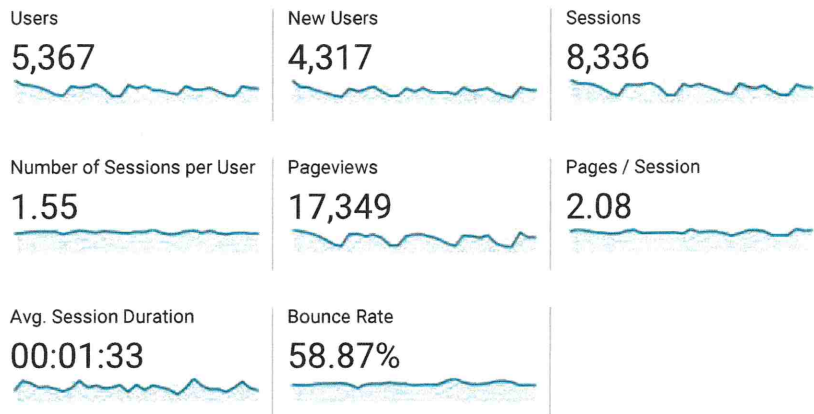 Users
5,367
New Users
4,317
Sessions
8,336
Number of Sessions per User
1.55
Pageviews
17,349
Pages / Session
2.08
Avg. Session Duration
00:01:33
Bounce Rate
58.87%